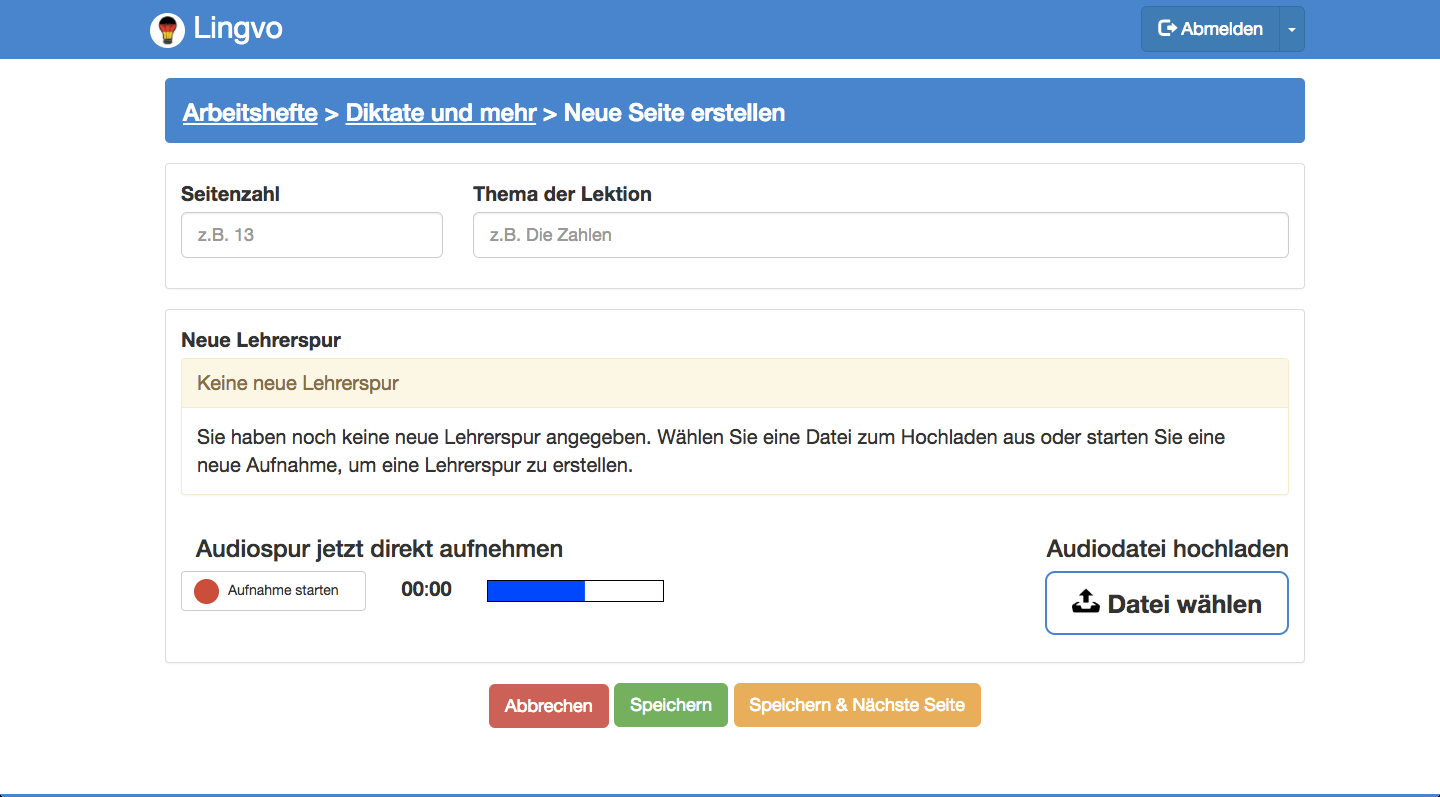 Lingvo
Abmelden
Arbeitshefte > Diktate und mehr > Neue Seite erstellen
Seitenzahl
Thema der Lektion
z.B. 13
z.B. Die Zahlen
Neue Lehrerspur
Keine neue Lehrerspur
Sie haben noch keine neue Lehrerspur angegeben. Wählen Sie eine Datei zum Hochladen aus oder starten Sie eine
neue Aufnahme, um eine Lehrerspur zu erstellen.
Audiospur jetzt direkt aufnehmen
Audiodatei hochladen
Aufnahme starten
00:00
Datei wählen
Abbrechen
Speichern
Speichern & Nächste Seite